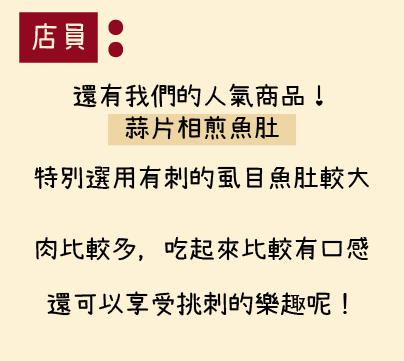 店員：
還有我們的人氣商品！
蒜片相煎魚肚
特別選用有刺的虱目魚肚較大
肉比較多，吃起來比較有口感
還可以享受挑刺的樂趣呢！